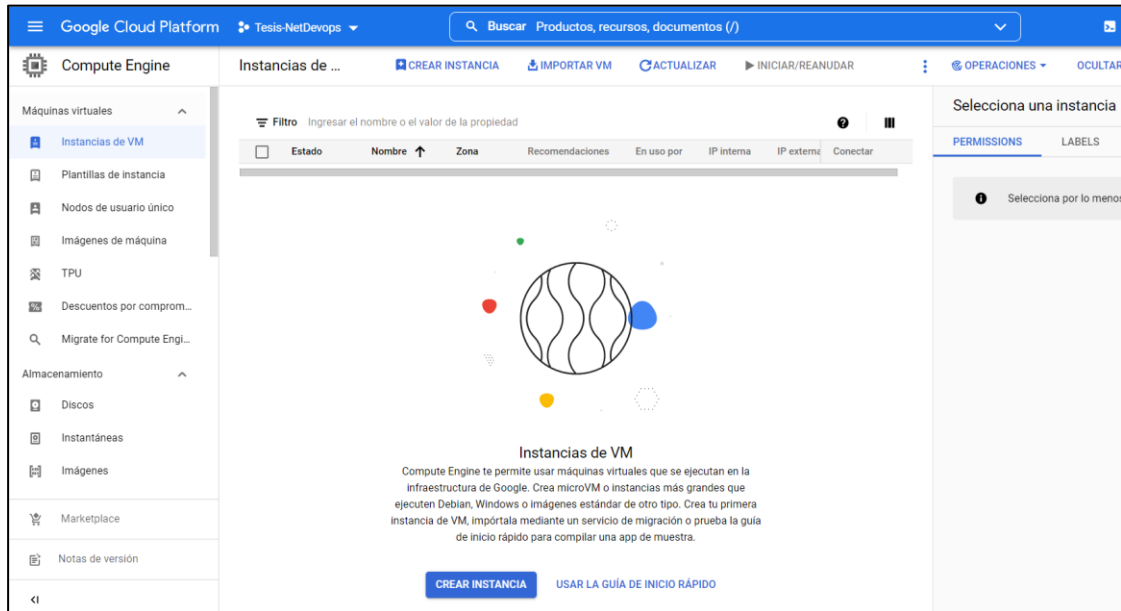 Google Cloud Platform
Tesis-NetDevops
Buscar Productos, recursos, documentos (/)
Compute Engine
Instancias de ...
CREAR INSTANCIA
IMPORTAR VM
ACTUALIZAR
INICIAR/REANUDAR
OPERACIONES
OCULTAR
Máquinas virtuales
Instancias de VM
Plantillas de instancia
Nodos de usuario único
Imágenes de máquina
TPU
Descuentos por comprom...
Migrate for Compute Engi...
Almacenamiento
Discos
Instantáneas
Imágenes
Marketplace
Notas de versión
Filtro Ingresar el nombre o el valor de la propiedad
Estado Nombre Zona Recomendaciones En uso por IP interna IP externa Conectar
Instancias de VM
Compute Engine te permite usar máquinas virtuales que se ejecutan en la
infraestructura de Google. Crea microVM o instancias más grandes que
ejecuten Debian, Windows o imágenes estándar de otro tipo. Crea tu primera
instancia de VM, impórtala mediante un servicio de migración o prueba la guía
de inicio rápido para compilar una app de muestra.
CREAR INSTANCIA
USAR LA GUÍA DE INICIO RÁPIDO
Selecciona una instancia
PERMISSIONS
LABELS
Selecciona por lo menos